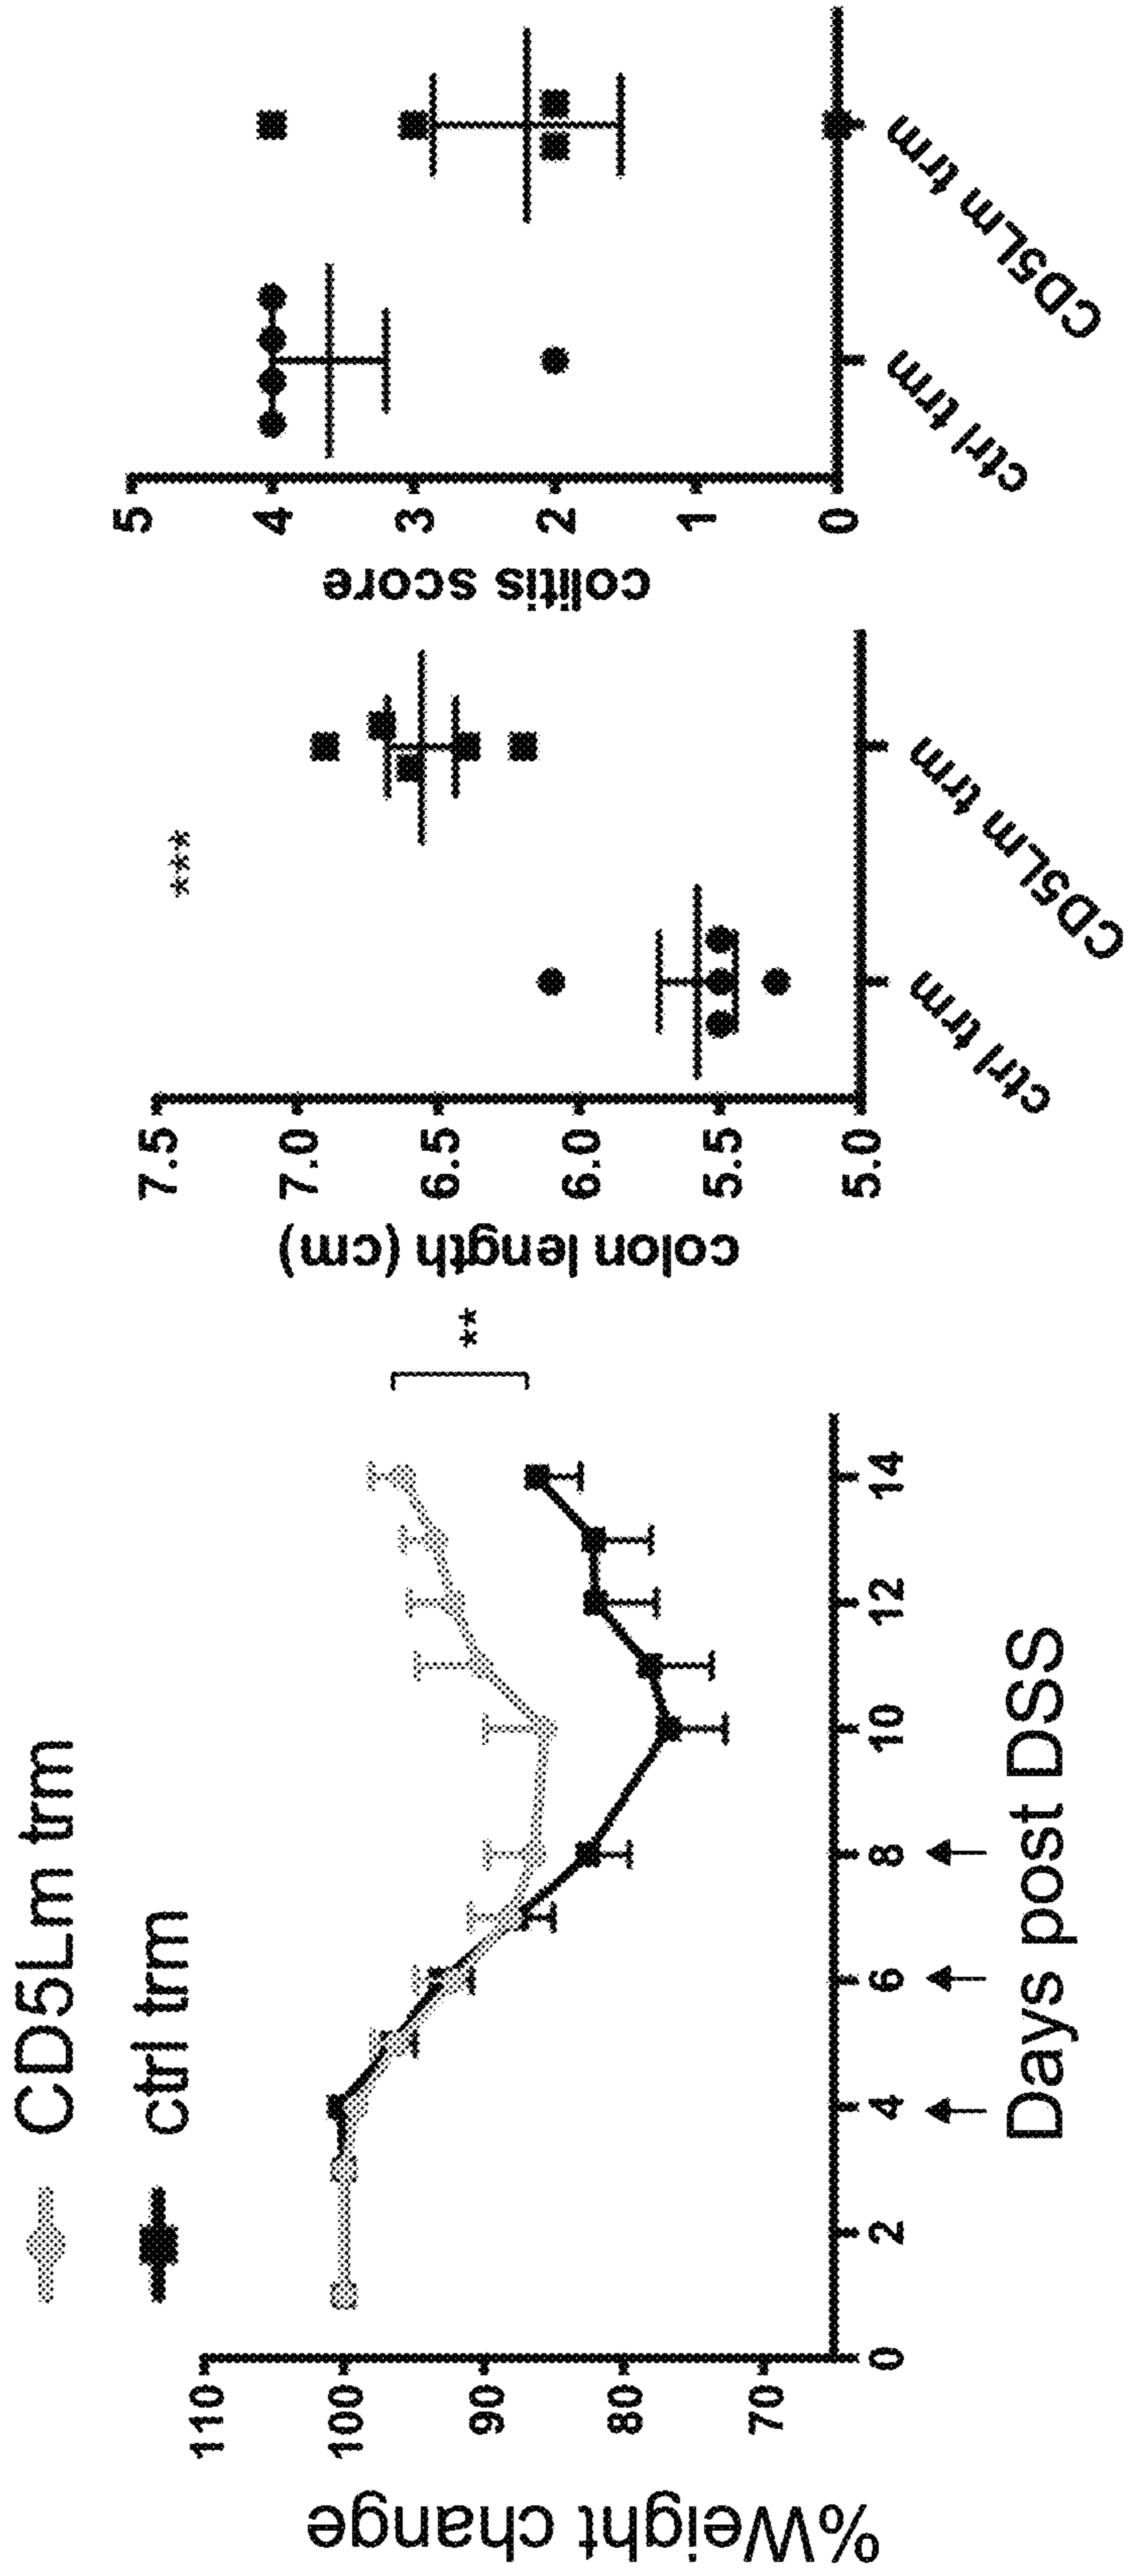 CD5Lm trm
ctrl trm
%Weight change
110
100
90
80
70
0
2
4
6
8
10
12
14
Days post DSS
**
colon length (cm)
7.5
7.0
6.5
6.0
5.5
5.0
***
ctrl trm
CD5Lm trm
colitis score
5
4
3
2
1
0
ctrl trm
CD5Lm trm